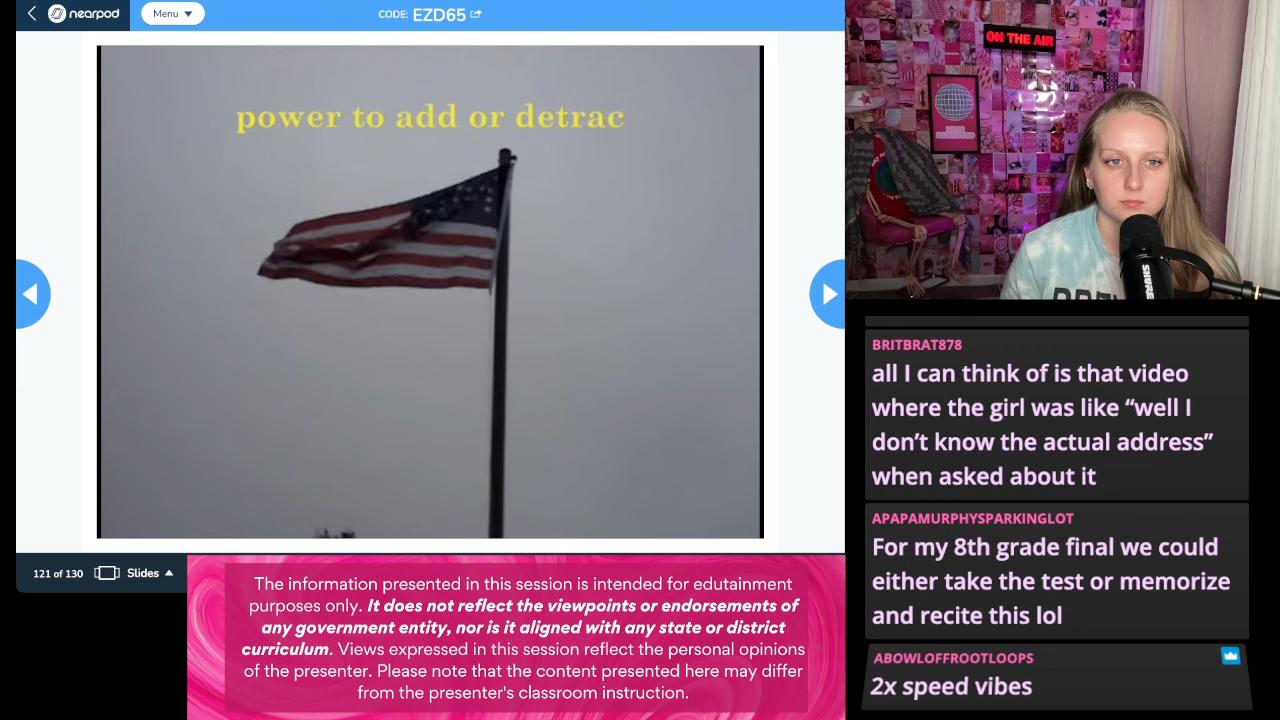 nearpod
Menu
CODE: EZD65
ON THE AIR
power to add or detrac
SHURE
BRITBRAT878
all I can think of is that video
where the girl was like “well I
don’t know the actual address”
when asked about it
APAPAMURPHYSPARKINGLOT
For my 8th grade final we could
either take the test or memorize
and recite this lol
ABOWLOFFROOTLOOPS
2x speed vibes
121 of 130 Slides
The information presented in this session is intended for edutainment
purposes only. It does not reflect the viewpoints or endorsements of
any government entity, nor is it aligned with any state or district
curriculum. Views expressed in this session reflect the personal opinions
of the presenter. Please note that the content presented here may differ
from the presenter's classroom instruction.